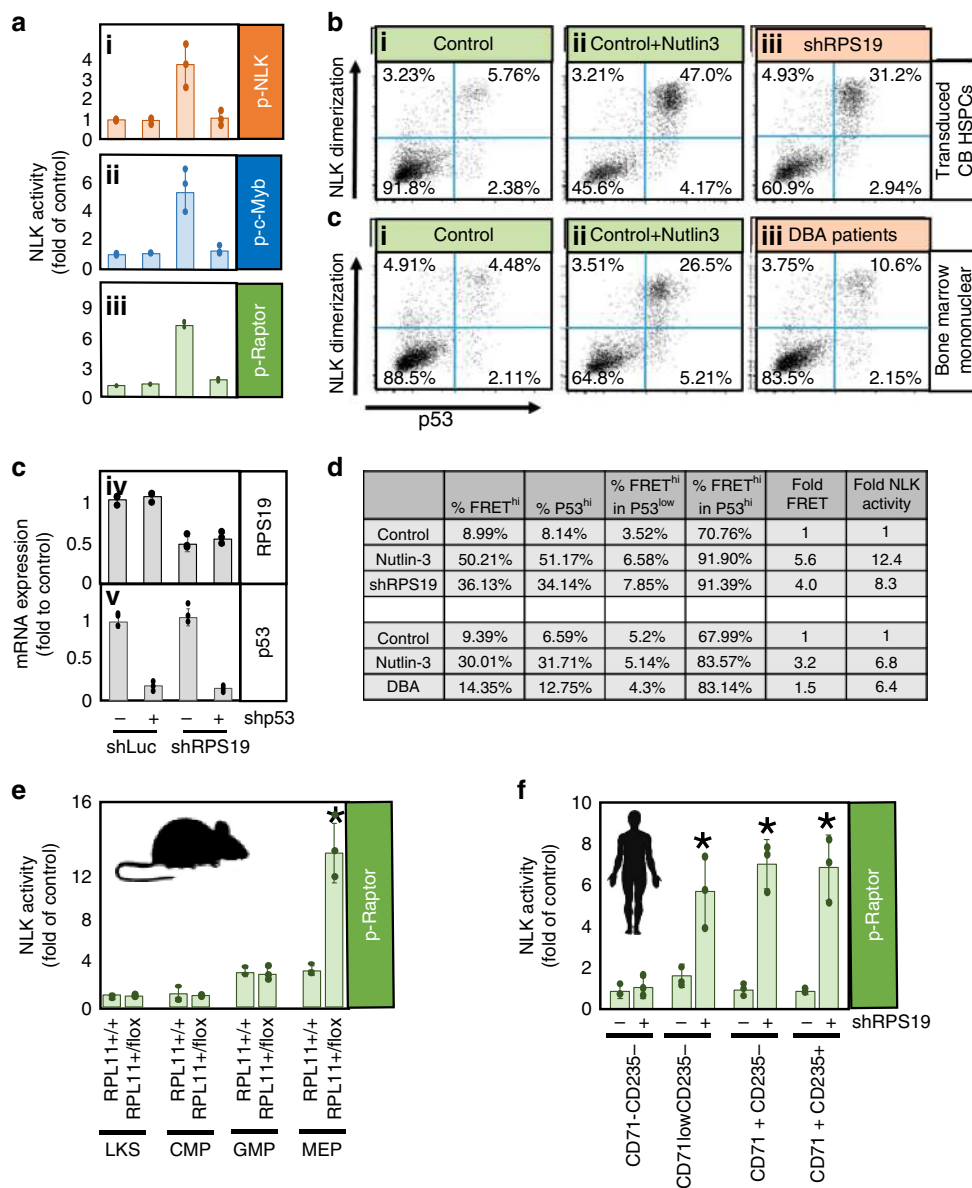 a
NLK activity
(fold of control)
i
4
3
2
1
0
p-NLK
ii
6
4
2
0
p-c-Myb
iii
9
6
3
0
p-Raptor
b
NLK dimerization
i
Control
3.23% 5.76%
91.8% 2.38%
ii
Control+Nutlin3
3.21% 47.0%
45.6% 4.17%
iii
shRPS19
4.93% 31.2%
60.9% 2.94%
Transduced
CB HSPCs
c
NLK dimerization
i
Control
4.91% 4.48%
88.5% 2.11%
ii
Control+Nutlin3
3.51% 26.5%
64.8% 5.21%
iii
DBA patients
3.75% 10.6%
83.5% 2.15%
Bone marrow
mononuclear
p53
c
mRNA expression
(fold to control)
iv
1
0.5
0
RPS19
v
1
0.5
0
p53
– + – + shp53
shLuc shRPS19
d
% FREThi % P53hi % FREThi in P53low % FREThi in P53hi Fold FRET Fold NLK activity
Control 8.99% 8.14% 3.52% 70.76% 1 1
Nutlin-3 50.21% 51.17% 6.58% 91.90% 5.6 12.4
shRPS19 36.13% 34.14% 7.85% 91.39% 4.0 8.3
Control 9.39% 6.59% 5.2% 67.99% 1 1
Nutlin-3 30.01% 31.71% 5.14% 83.57% 3.2 6.8
DBA 14.35% 12.75% 4.3% 83.14% 1.5 6.4
e
NLK activity
(fold of control)
16
12
8
4
0
*
p-Raptor
RPL11+/+
RPL11+/flox
RPL11+/+
RPL11+/flox
RPL11+/+
RPL11+/flox
RPL11+/+
RPL11+/flox
LKS CMP GMP MEP
f
NLK activity
(fold of control)
10
8
6
4
2
0
* * *
p-Raptor
– + – + – + – + shRPS19
CD71-CD235–
CD71lowCD235–
CD71 + CD235–
CD71 + CD235+